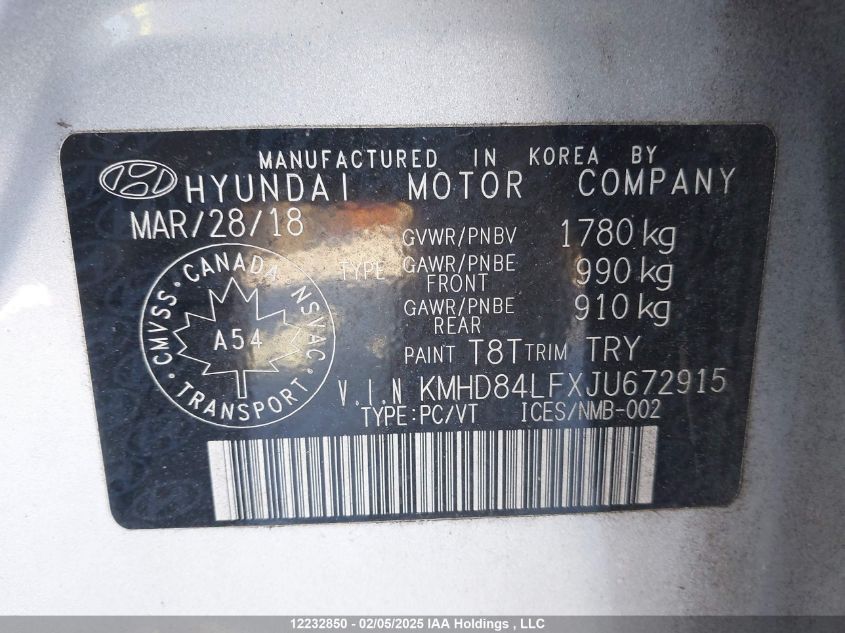 MANUFACTURED IN KOREA BY
HYUNDAI MOTOR COMPANY
MAR/28/18
GVWR/PNBV 1780 kg
TYPE GAWR/PNBE FRONT 990 kg
GAWR/PNBE REAR 910 kg
CMVSS CANADA NSVAC
A54
TRANSPORT
PAINT T8T TRIM TRY
V.I.N KMHD84LFXJU672915
TYPE:PC/VT ICES/NMB-002
12232850 - 02/05/2025 IAA Holdings , LLC